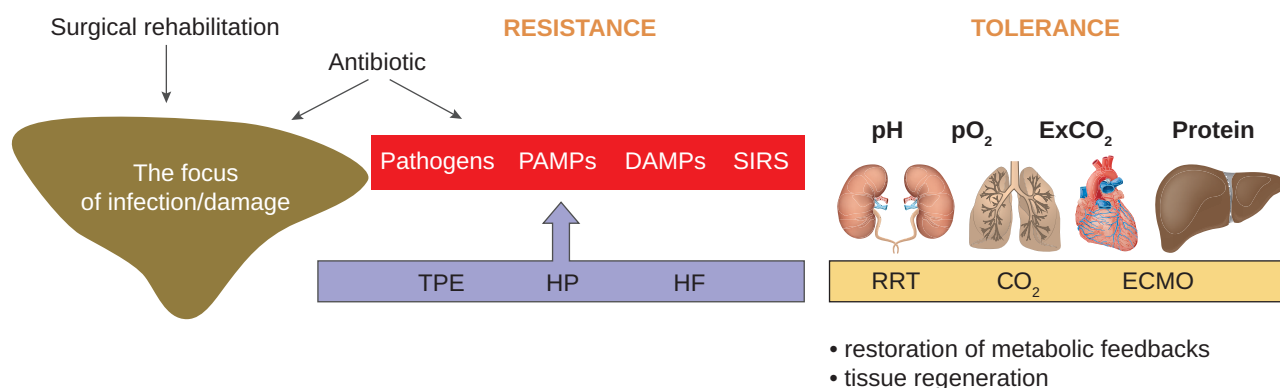 Surgical rehabilitation
RESISTANCE
TOLERANCE
Antibiotic
The focus
of infection/damage
Pathogens PAMPs DAMPs SIRS
pH pO₂ ExCO₂ Protein
TPE HP HF
RRT CO₂ ECMO
• restoration of metabolic feedbacks
• tissue regeneration